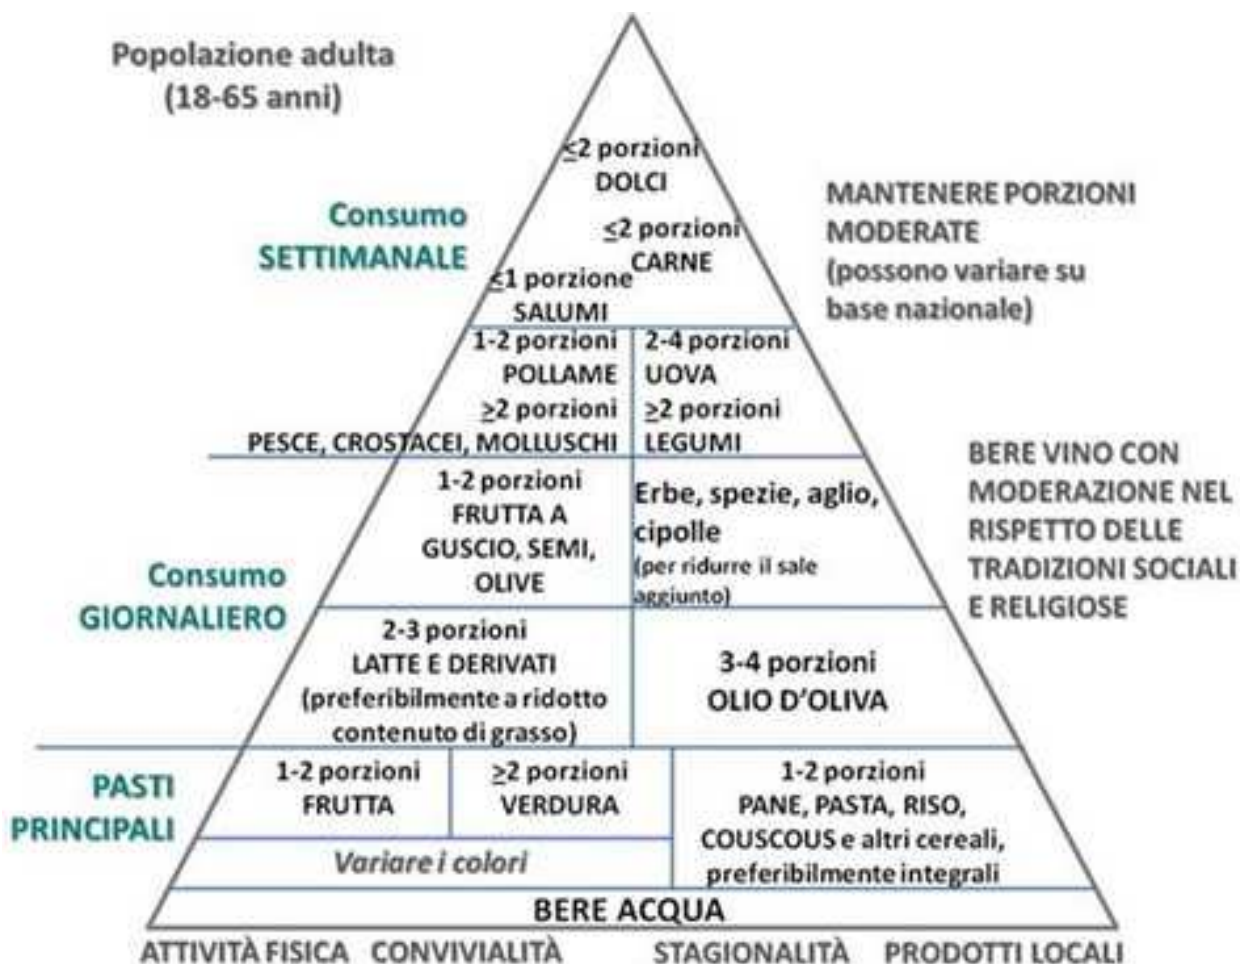 Popolazione adulta
(18-65 anni)
≤2 porzioni
DOLCI
Consumo
SETTIMANALE
≤2 porzioni
CARNE
≤1 porzione
SALUMI
MANTENERE PORZIONI
MODERATE
(possono variare su
base nazionale)
1-2 porzioni
POLLAME
2-4 porzioni
UOVA
≥2 porzioni
PESCE, CROSTACEI, MOLLUSCHI
≥2 porzioni
LEGUMI
BERE VINO CON
MODERAZIONE NEL
RISPETTO DELLE
TRADIZIONI SOCIALI
E RELIGIOSE
Consumo
GIORNALIERO
1-2 porzioni
FRUTTA A
GUSCIO, SEMI,
OLIVE
Erbe, spezie, aglio,
cipolle
(per ridurre il sale
aggiunto)
2-3 porzioni
LATTE E DERIVATI
(preferibilmente a ridotto
contenuto di grasso)
3-4 porzioni
OLIO D'OLIVA
PASTI
PRINCIPALI
1-2 porzioni
FRUTTA
≥2 porzioni
VERDURA
Variare i colori
1-2 porzioni
PANE, PASTA, RISO,
COUSCOUS e altri cereali,
preferibilmente integrali
BERE ACQUA
ATTIVITÀ FISICA CONVIVIALITÀ STAGIONALITÀ PRODOTTI LOCALI